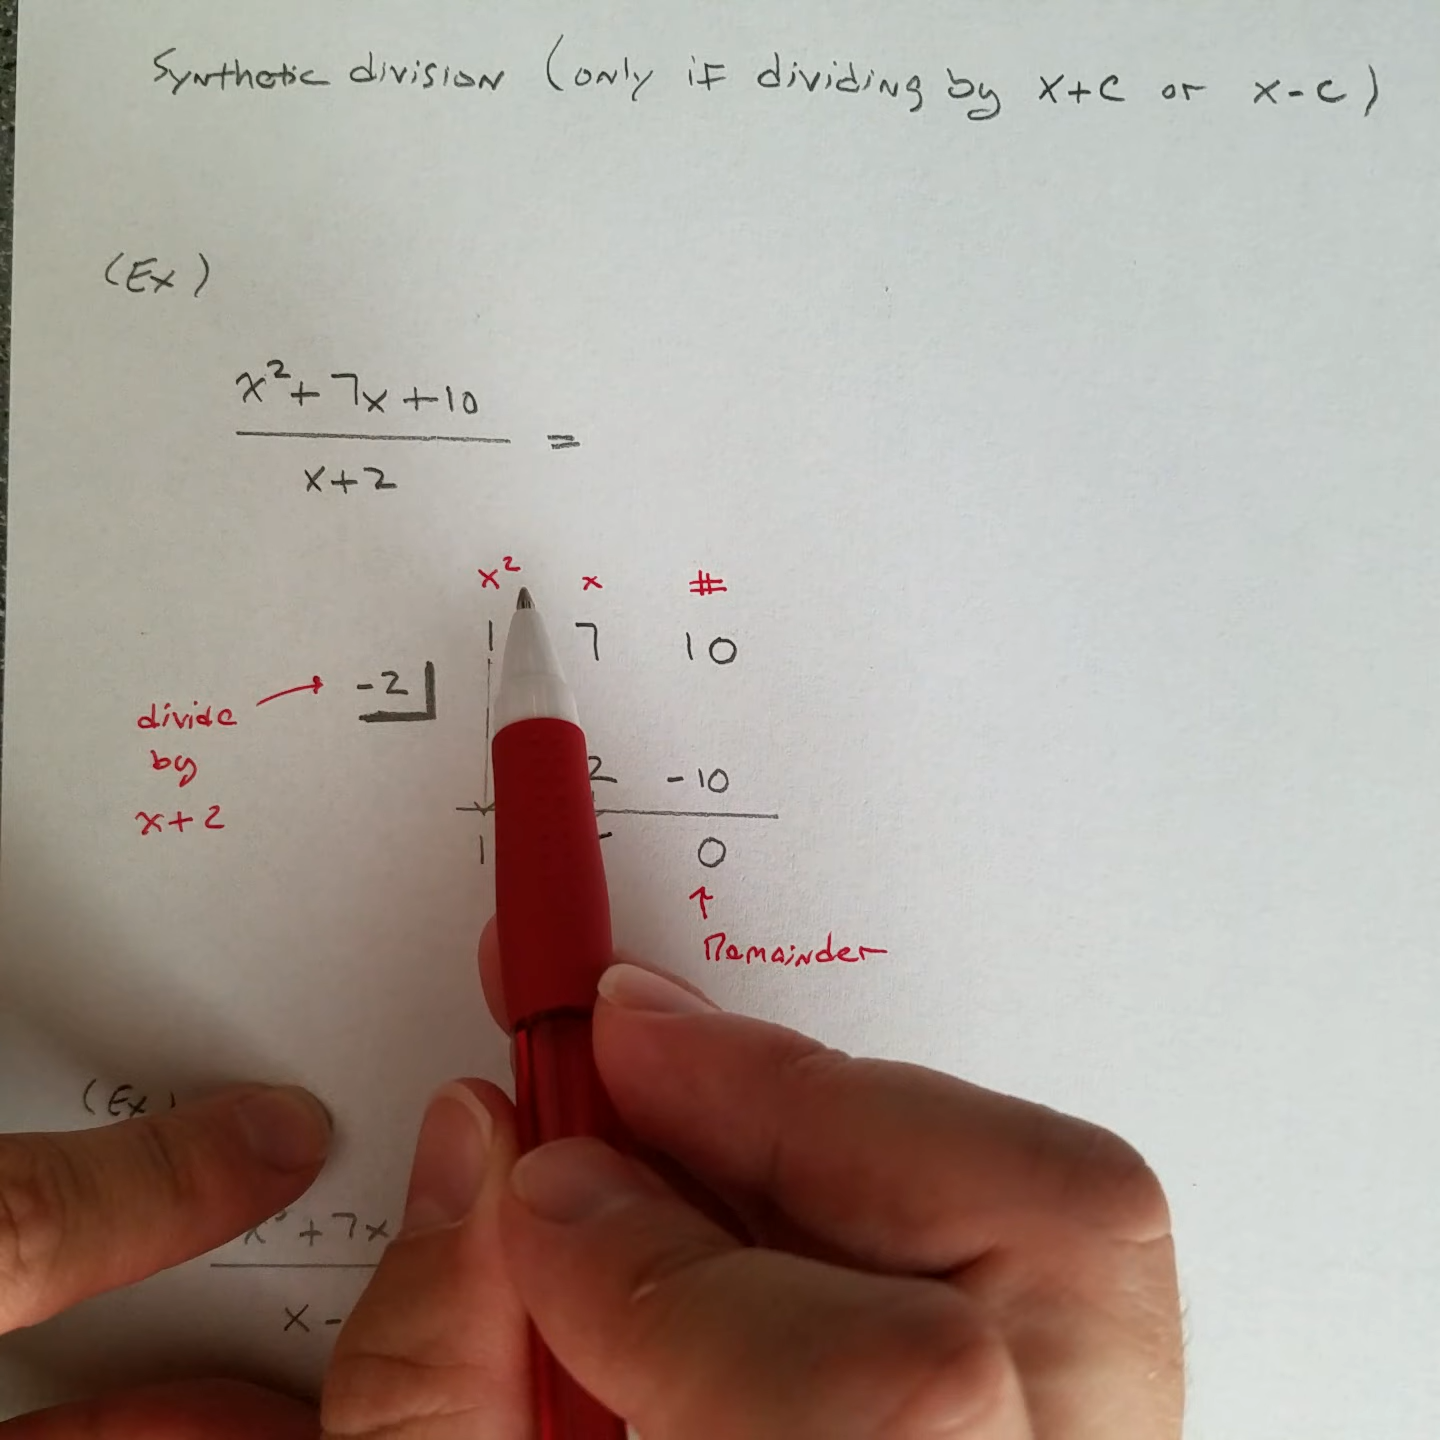 Synthetic division (only if dividing by x+c or x-c)
(Ex)
x²+ 7x +10
=
x+2
x² x #
1 7 10
-2
divide
by
x+2
2 -10
1 0
↑
Remainder
(Ex)
+7x
x-